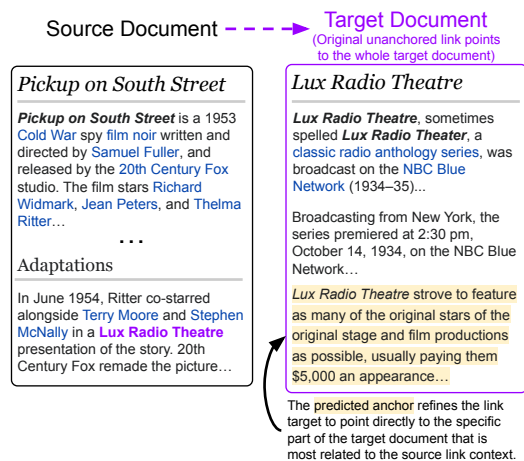 Source Document
Target Document
(Original unanchored link points
to the whole target document)
Pickup on South Street
Pickup on South Street is a 1953
Cold War spy film noir written and
directed by Samuel Fuller, and
released by the 20th Century Fox
studio. The film stars Richard
Widmark, Jean Peters, and Thelma
Ritter…
...
Adaptations
In June 1954, Ritter co-starred
alongside Terry Moore and Stephen
McNally in a Lux Radio Theatre
presentation of the story. 20th
Century Fox remade the picture…
Lux Radio Theatre
Lux Radio Theatre, sometimes
spelled Lux Radio Theater, a
classic radio anthology series, was
broadcast on the NBC Blue
Network (1934–35)...
Broadcasting from New York, the
series premiered at 2:30 pm,
October 14, 1934, on the NBC Blue
Network…
Lux Radio Theatre strove to feature
as many of the original stars of the
original stage and film productions
as possible, usually paying them
$5,000 an appearance…
The predicted anchor refines the link
target to point directly to the specific
part of the target document that is
most related to the source link context.